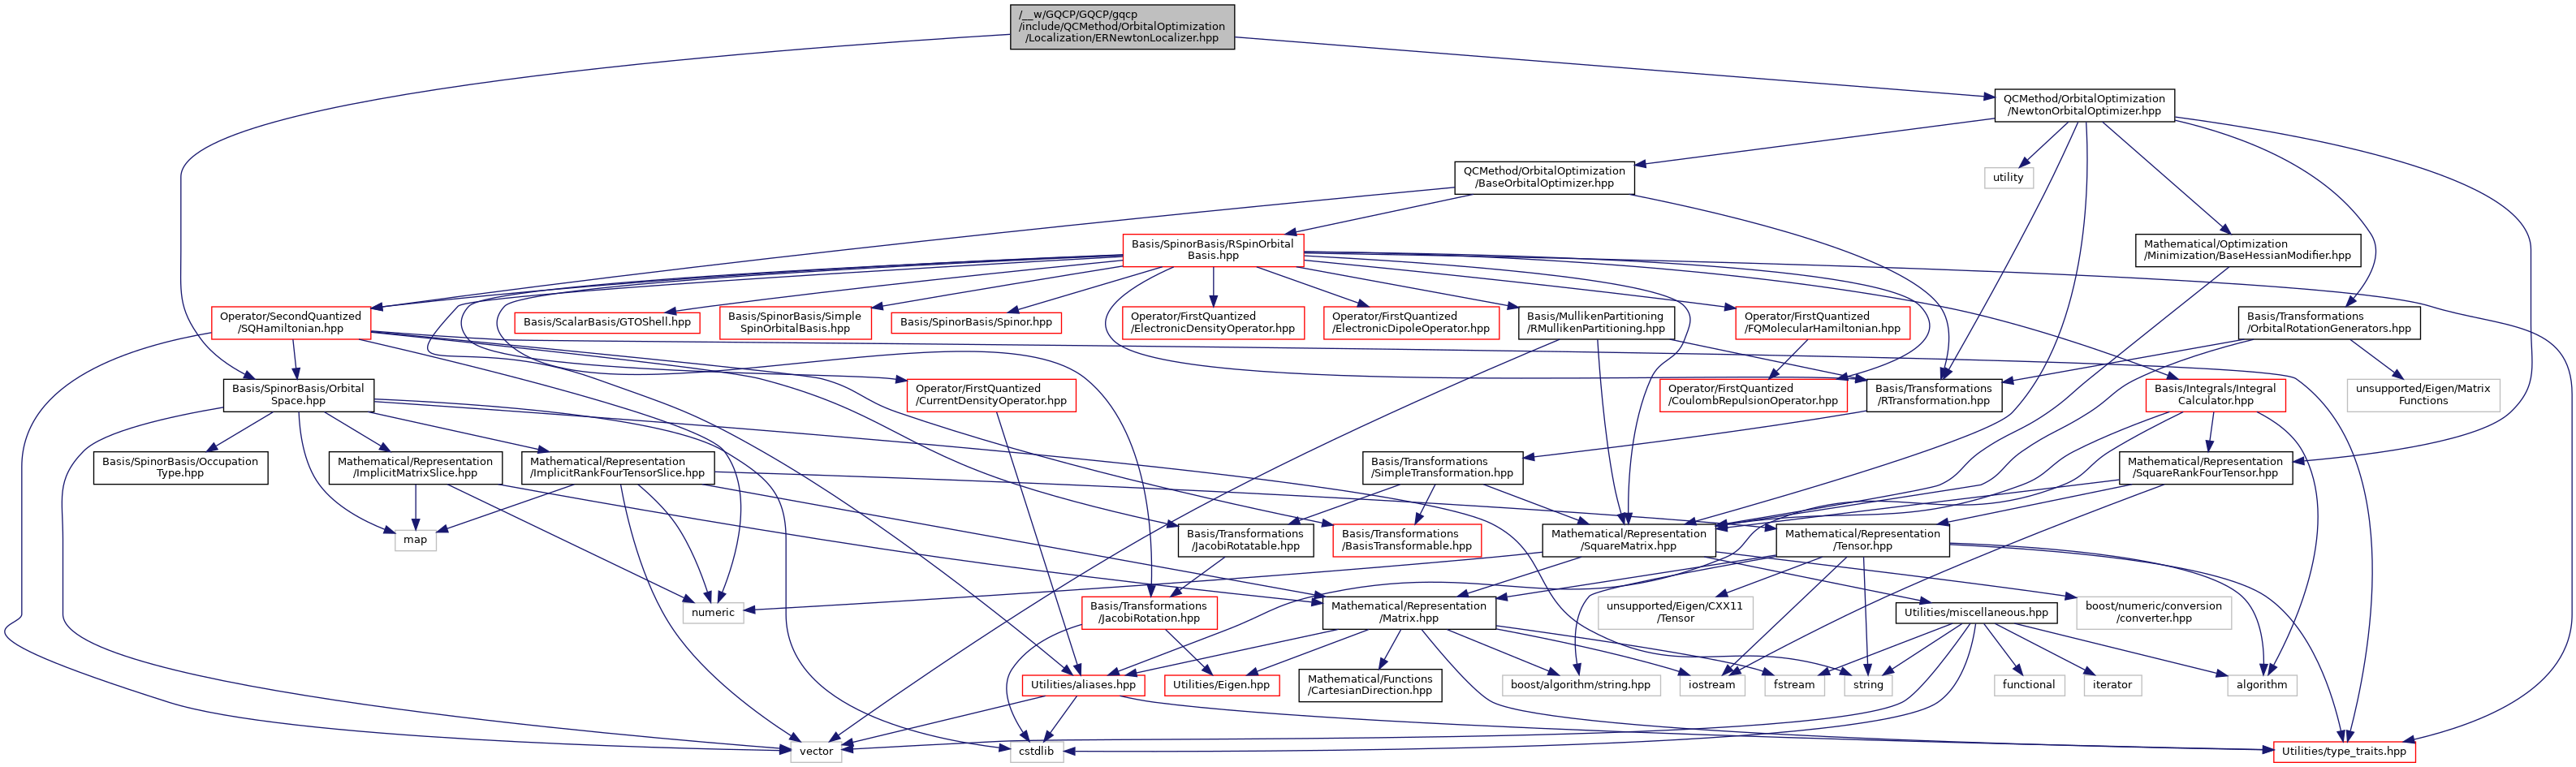 /__w/GQCP/GQCP/gqcp
/include/QCMethod/OrbitalOptimization
/Localization/ERNewtonLocalizer.hpp
QCMethod/OrbitalOptimization
/NewtonOrbitalOptimizer.hpp
QCMethod/OrbitalOptimization
/BaseOrbitalOptimizer.hpp
utility
Basis/SpinorBasis/RSpinOrbital
Basis.hpp
Mathematical/Optimization
/Minimization/BaseHessianModifier.hpp
Operator/SecondQuantized
/SQHamiltonian.hpp
Basis/ScalarBasis/GTOShell.hpp
Basis/SpinorBasis/Simple
SpinOrbitalBasis.hpp
Basis/SpinorBasis/Spinor.hpp
Operator/FirstQuantized
/ElectronicDensityOperator.hpp
Operator/FirstQuantized
/ElectronicDipoleOperator.hpp
Basis/MullikenPartitioning
/RMullikenPartitioning.hpp
Operator/FirstQuantized
/FQMolecularHamiltonian.hpp
Basis/Transformations
/OrbitalRotationGenerators.hpp
Basis/SpinorBasis/Orbital
Space.hpp
Operator/FirstQuantized
/CurrentDensityOperator.hpp
Operator/FirstQuantized
/CoulombRepulsionOperator.hpp
Basis/Transformations
/RTransformation.hpp
Basis/Integrals/Integral
Calculator.hpp
unsupported/Eigen/Matrix
Functions
Basis/SpinorBasis/Occupation
Type.hpp
Mathematical/Representation
/ImplicitMatrixSlice.hpp
Mathematical/Representation
/ImplicitRankFourTensorSlice.hpp
Basis/Transformations
/SimpleTransformation.hpp
Mathematical/Representation
/SquareRankFourTensor.hpp
map
Basis/Transformations
/JacobiRotatable.hpp
Basis/Transformations
/BasisTransformable.hpp
Mathematical/Representation
/SquareMatrix.hpp
Mathematical/Representation
/Tensor.hpp
numeric
Basis/Transformations
/JacobiRotation.hpp
Mathematical/Representation
/Matrix.hpp
unsupported/Eigen/CXX11
/Tensor
Utilities/miscellaneous.hpp
boost/numeric/conversion
/converter.hpp
Utilities/aliases.hpp
Utilities/Eigen.hpp
Mathematical/Functions
/CartesianDirection.hpp
boost/algorithm/string.hpp
iostream
fstream
string
functional
iterator
algorithm
vector
cstdlib
Utilities/type_traits.hpp